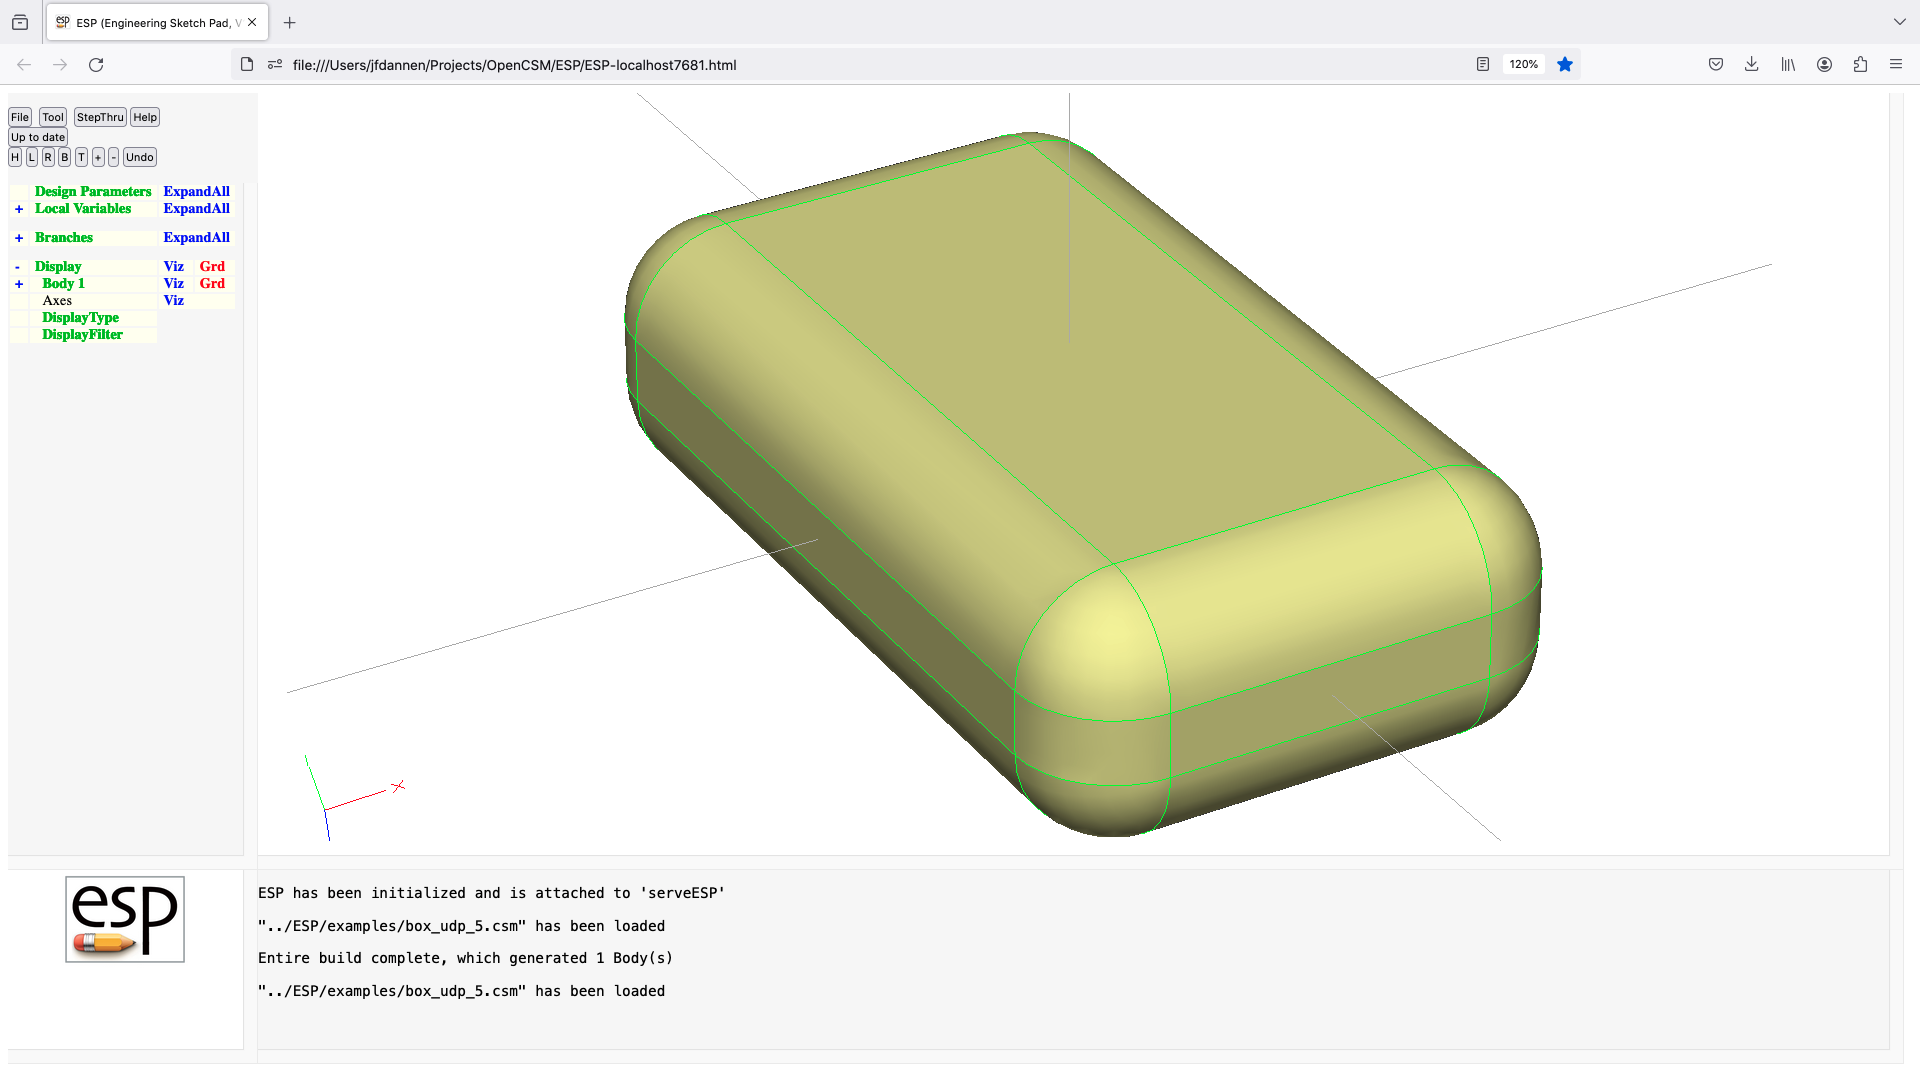 ESP (Engineering Sketch Pad, V
file:///Users/jfdannen/Projects/OpenCSM/ESP/ESP-localhost7681.html
120%
File Tool StepThru Help
Up to date
H L R B T + - Undo
Design Parameters ExpandAll
+ Local Variables ExpandAll
+ Branches ExpandAll
- Display Viz Grd
+ Body 1 Viz Grd
Axes Viz
DisplayType
DisplayFilter
X
esp
ESP has been initialized and is attached to 'serveESP'
"../ESP/examples/box_udp_5.csm" has been loaded
Entire build complete, which generated 1 Body(s)
"../ESP/examples/box_udp_5.csm" has been loaded